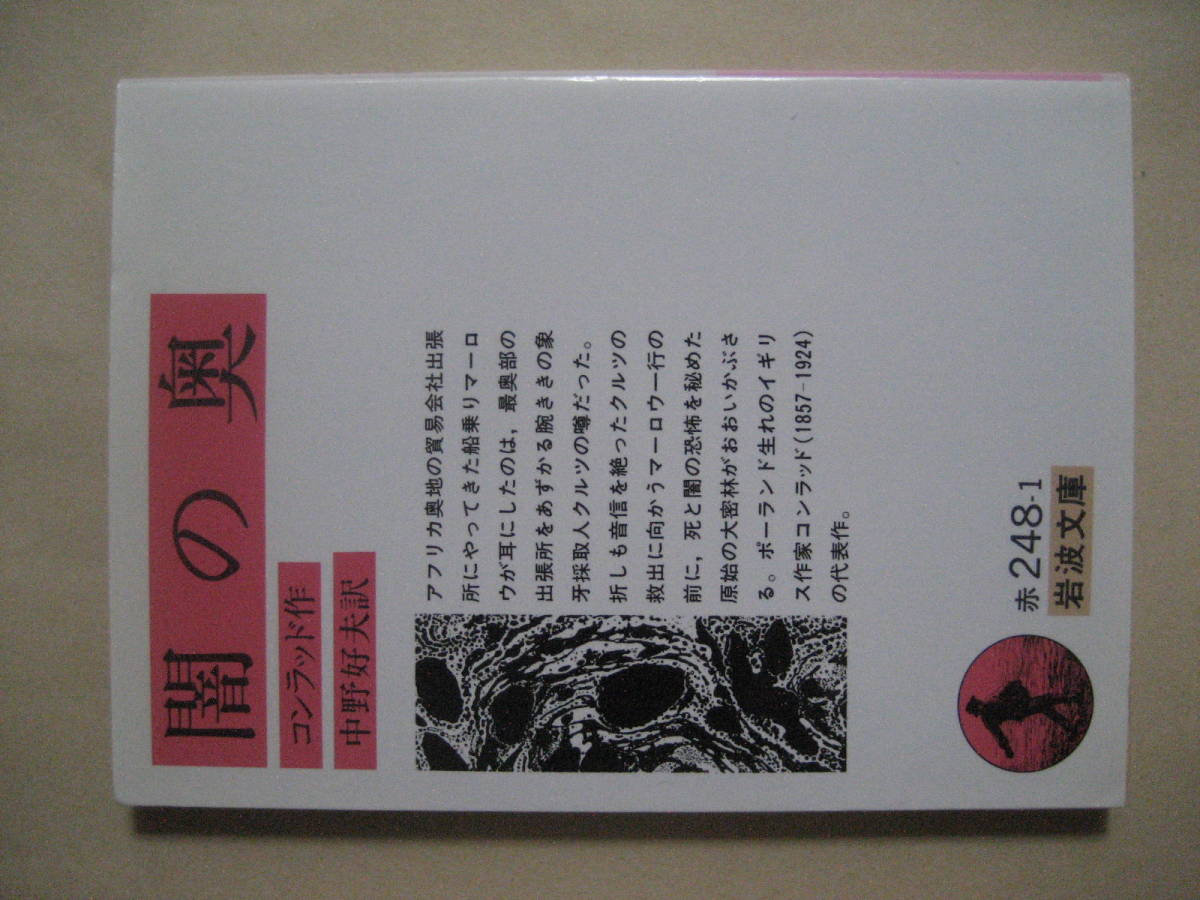 闇の奥
コンラッド作
中野好夫訳
アフリカ奥地の貿易会社出張
所にやってきた船乗りマーロ
ウが耳にしたのは，最奥部の
出張所をあずかる腕ききの象
牙採取人クルツの噂だった。
折しも音信を絶ったクルツの
救出に向かうマーロウ一行の
前に，死と闇の恐怖を秘めた
原始の大密林がおおいかぶさ
る。ポーランド生れのイギリ
ス作家コンラッド(1857-1924)
の代表作。
赤248-1
岩波文庫